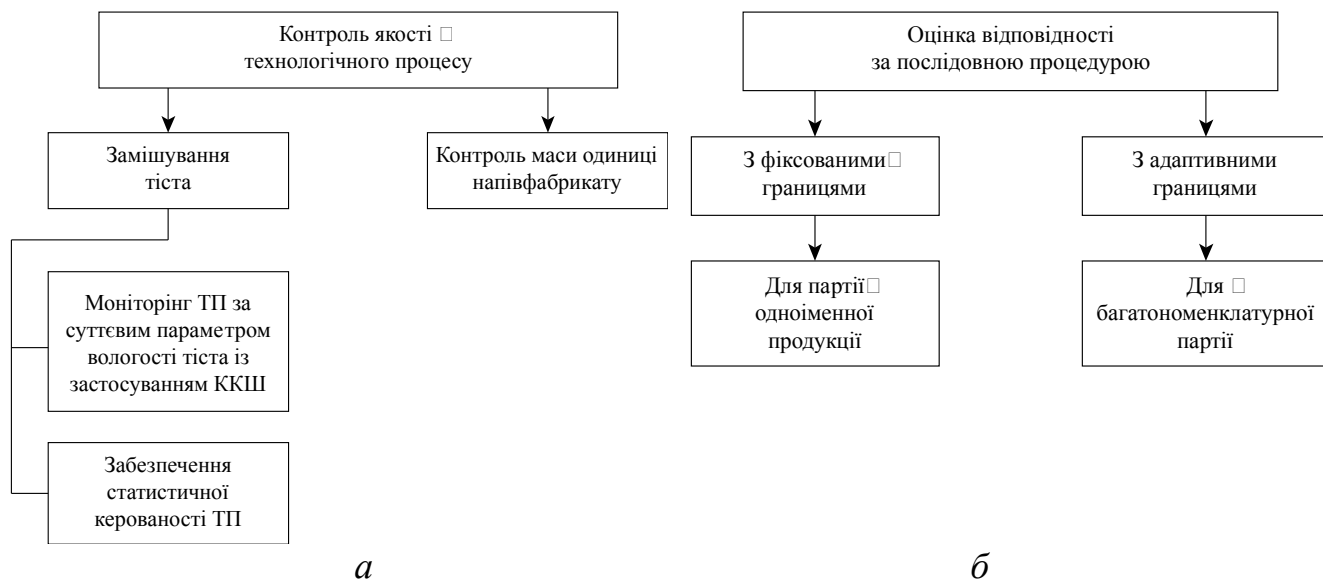 Контроль якості
технологічного процесу
Замішування
тіста
Контроль маси одиниці
напівфабрикату
Моніторінг ТП за
суттєвим параметром
вологості тіста із
застосуванням ККШ
Забезпечення
статистичної
керованості ТП
а
Оцінка відповідності
за послідовною процедурою
З фіксованими
границями
З адаптивними
границями
Для партії
одноіменної
продукції
Для
багатономенклатурної
партії
б